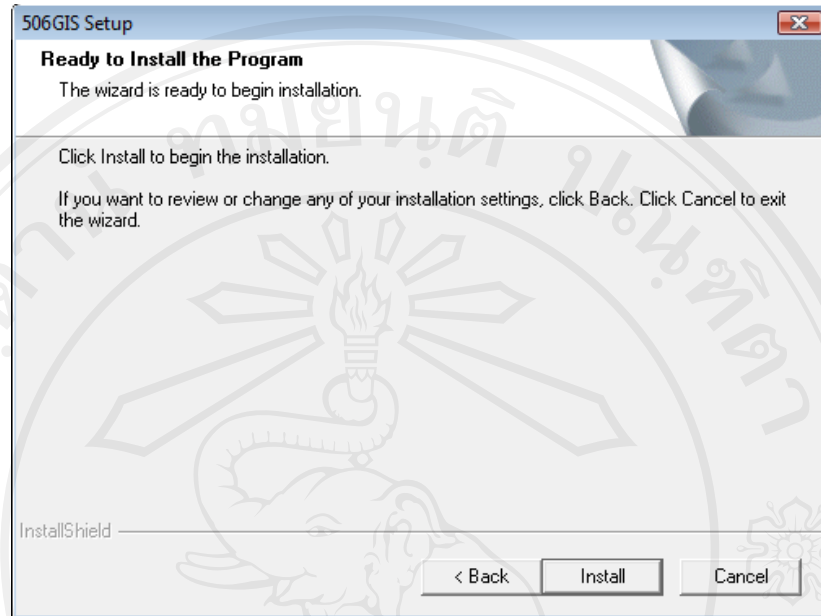 506GIS Setup
Ready to Install the Program
The wizard is ready to begin installation.
Click Install to begin the installation.
If you want to review or change any of your installation settings, click Back. Click Cancel to exit
the wizard.
InstallShield
< Back
Install
Cancel